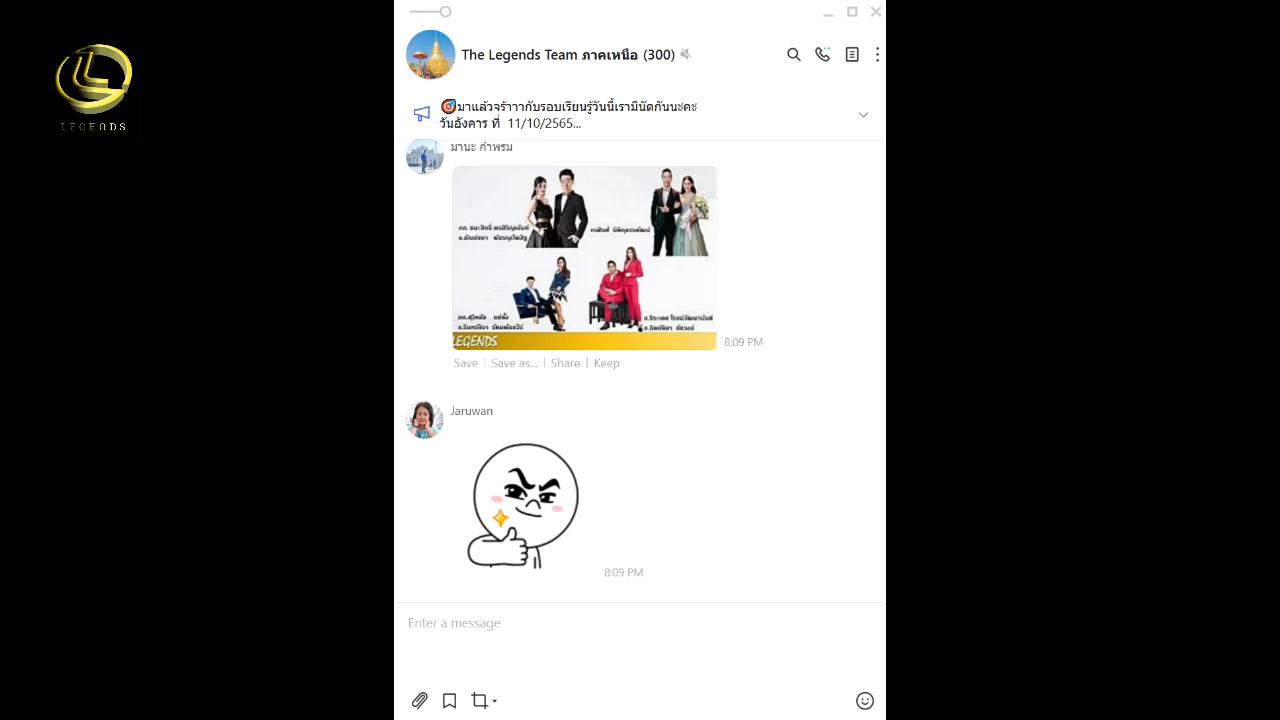 LEGENDS
The Legends Team ภาคเหนือ (300)
🎯มาแล้วจร้าากับรอบเรียนรู้วันนี้เรามีนัดกันนะคะ
วันอังคาร ที่ 11/10/2565...
มานะ กำพรม
LEGENDS
8:09 PM
Save | Save as... | Share | Keep
Jaruwan
8:09 PM
Enter a message